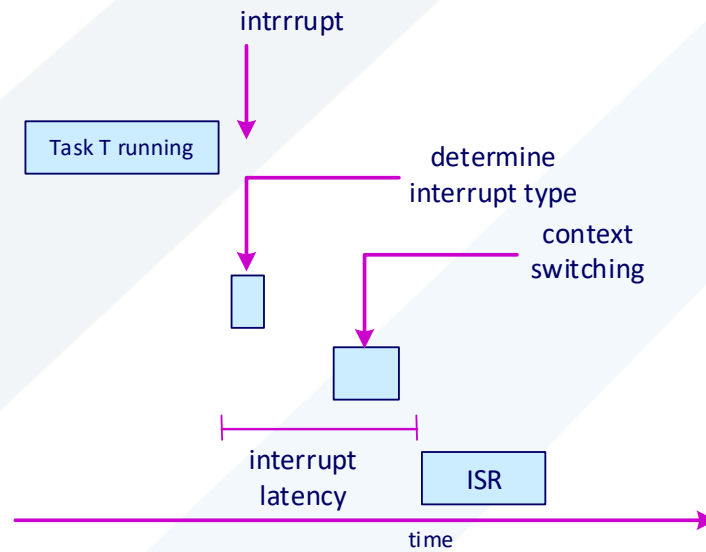 intrrrupt
Task T running
determine
interrupt type
context
switching
interrupt
latency
ISR
time